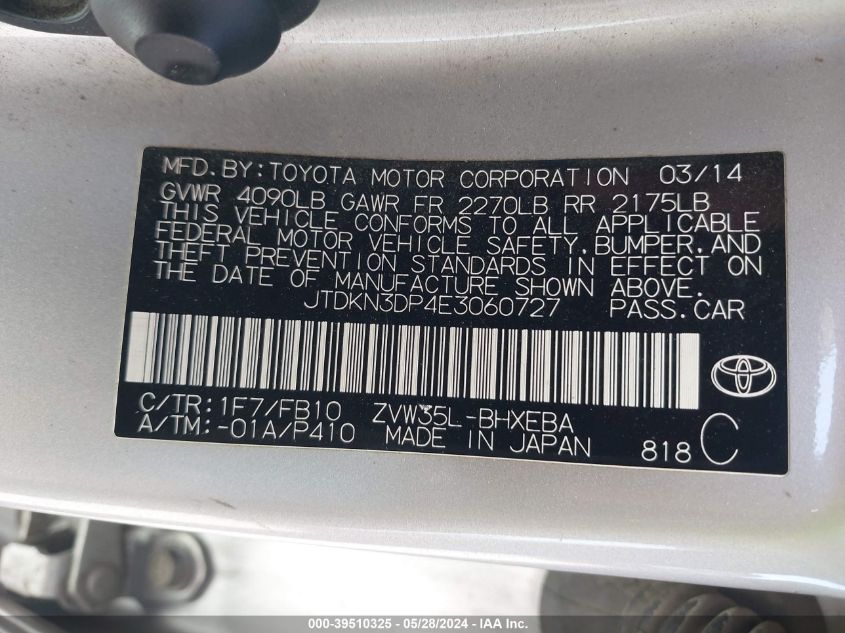 MFD.BY:TOYOTA MOTOR CORPORATION 03/14
GVWR 4090LB GAWR FR 2270LB RR 2175LB
THIS VEHICLE CONFORMS TO ALL APPLICABLE
FEDERAL MOTOR VEHICLE SAFETY,BUMPER,AND
THEFT PREVENTION STANDARDS IN EFFECT ON
THE DATE OF MANUFACTURE SHOWN ABOVE.
JTDKN3DP4E3060727 PASS.CAR
C/TR:1F7/FB10 ZVW35L-BHXEBA
A/TM:-01A/P410 MADE IN JAPAN 818 C
000-39510325 - 05/28/2024 - IAA Inc.